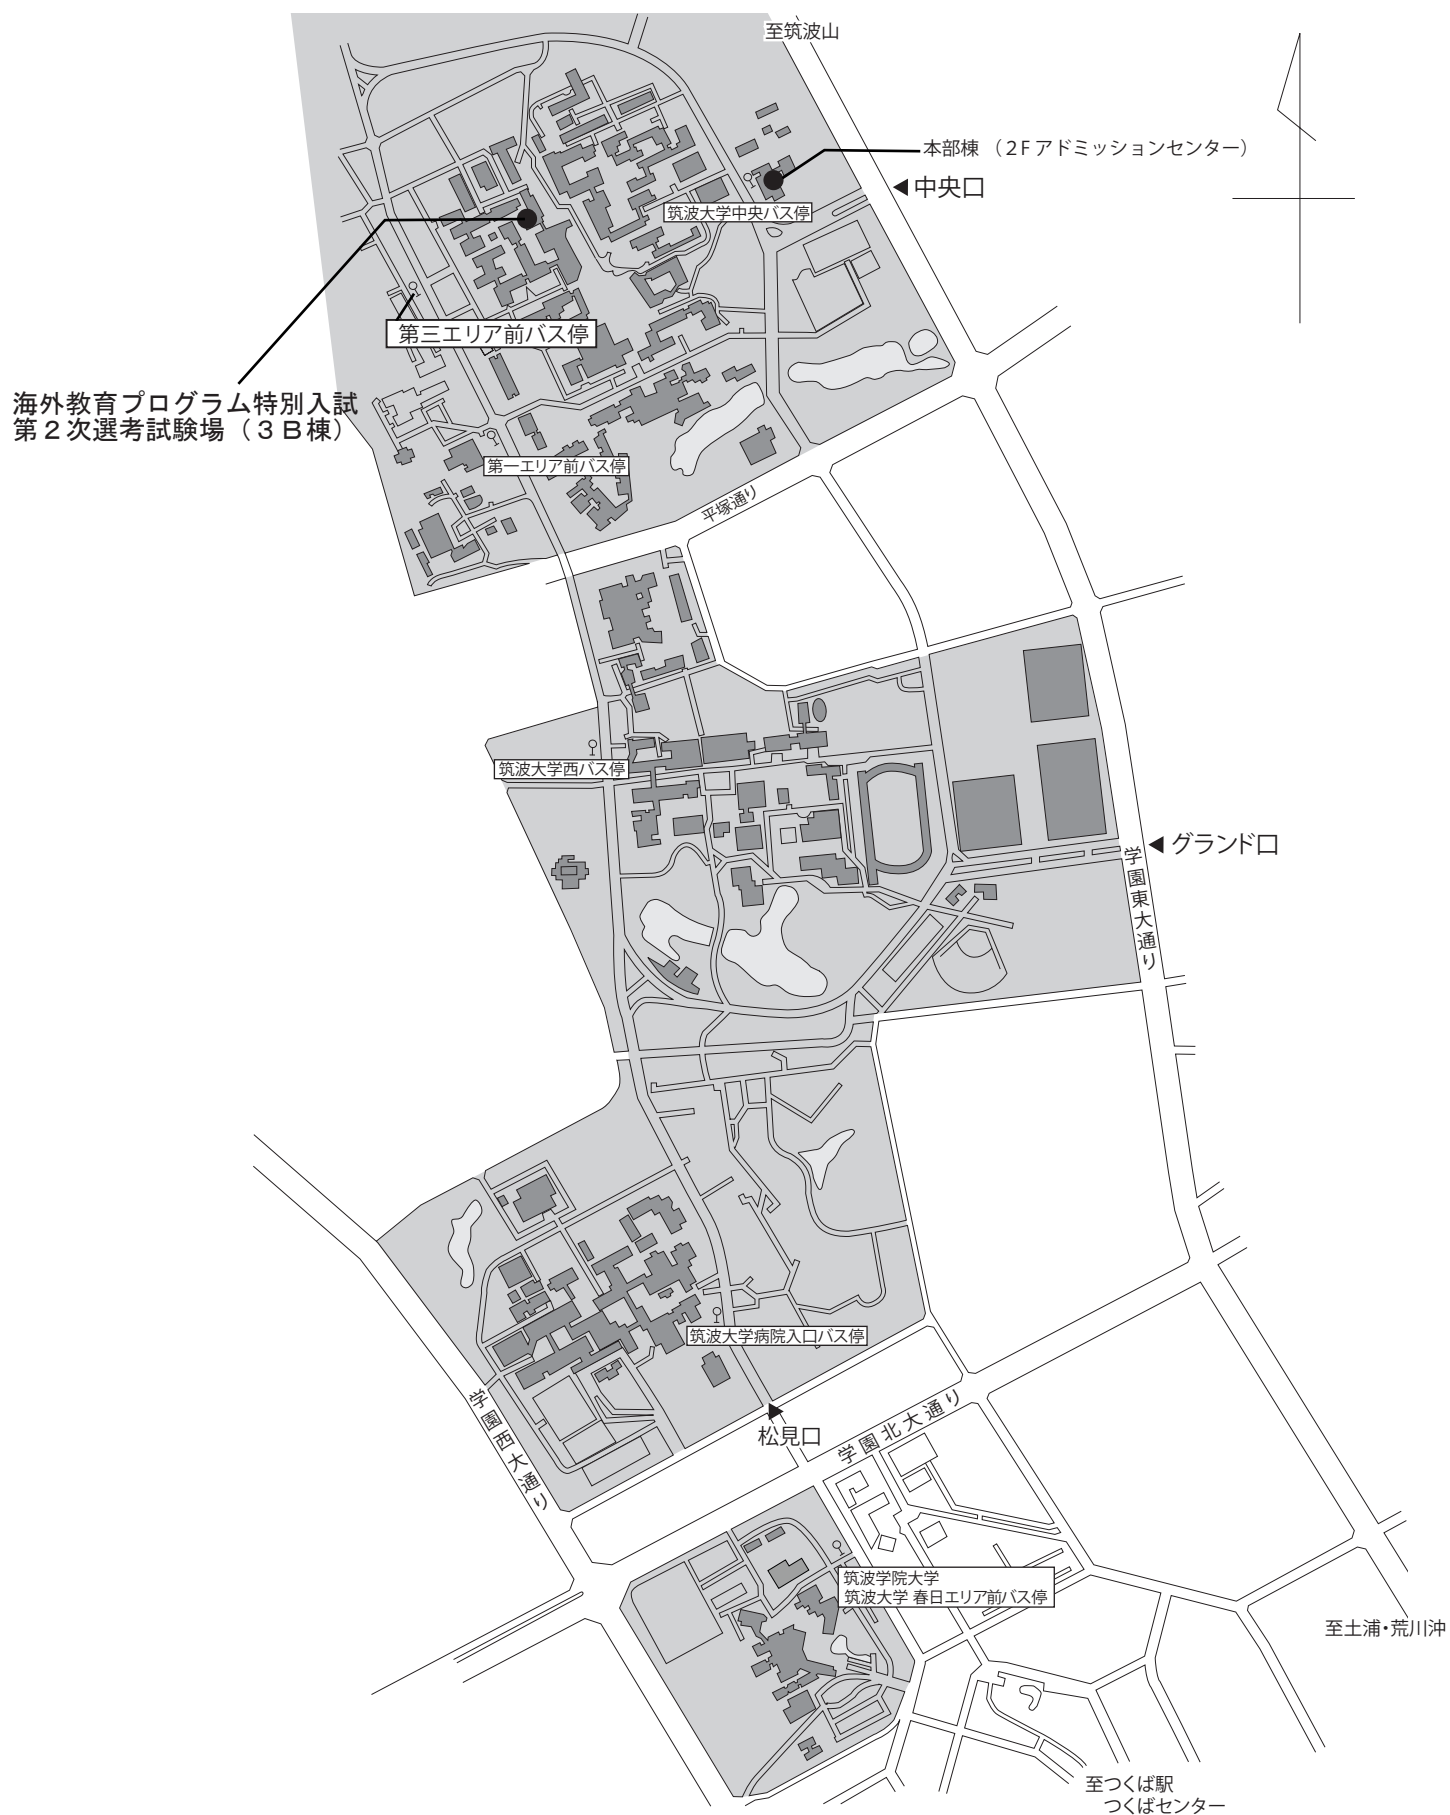 至筑波山
本部棟 （２Fアドミッションセンター）
中央口
筑波大学中央バス停
第三エリア前バス停
海外教育プログラム特別入試
第２次選考試験場（３Ｂ棟）
第一エリア前バス停
平塚通り
筑波大学西バス停
グランド口
学園東大通り
筑波大学病院入口バス停
学園西大通り
松見口
学園北大通り
筑波学院大学
筑波大学 春日エリア前バス停
至土浦・荒川沖
至つくば駅
つくばセンター